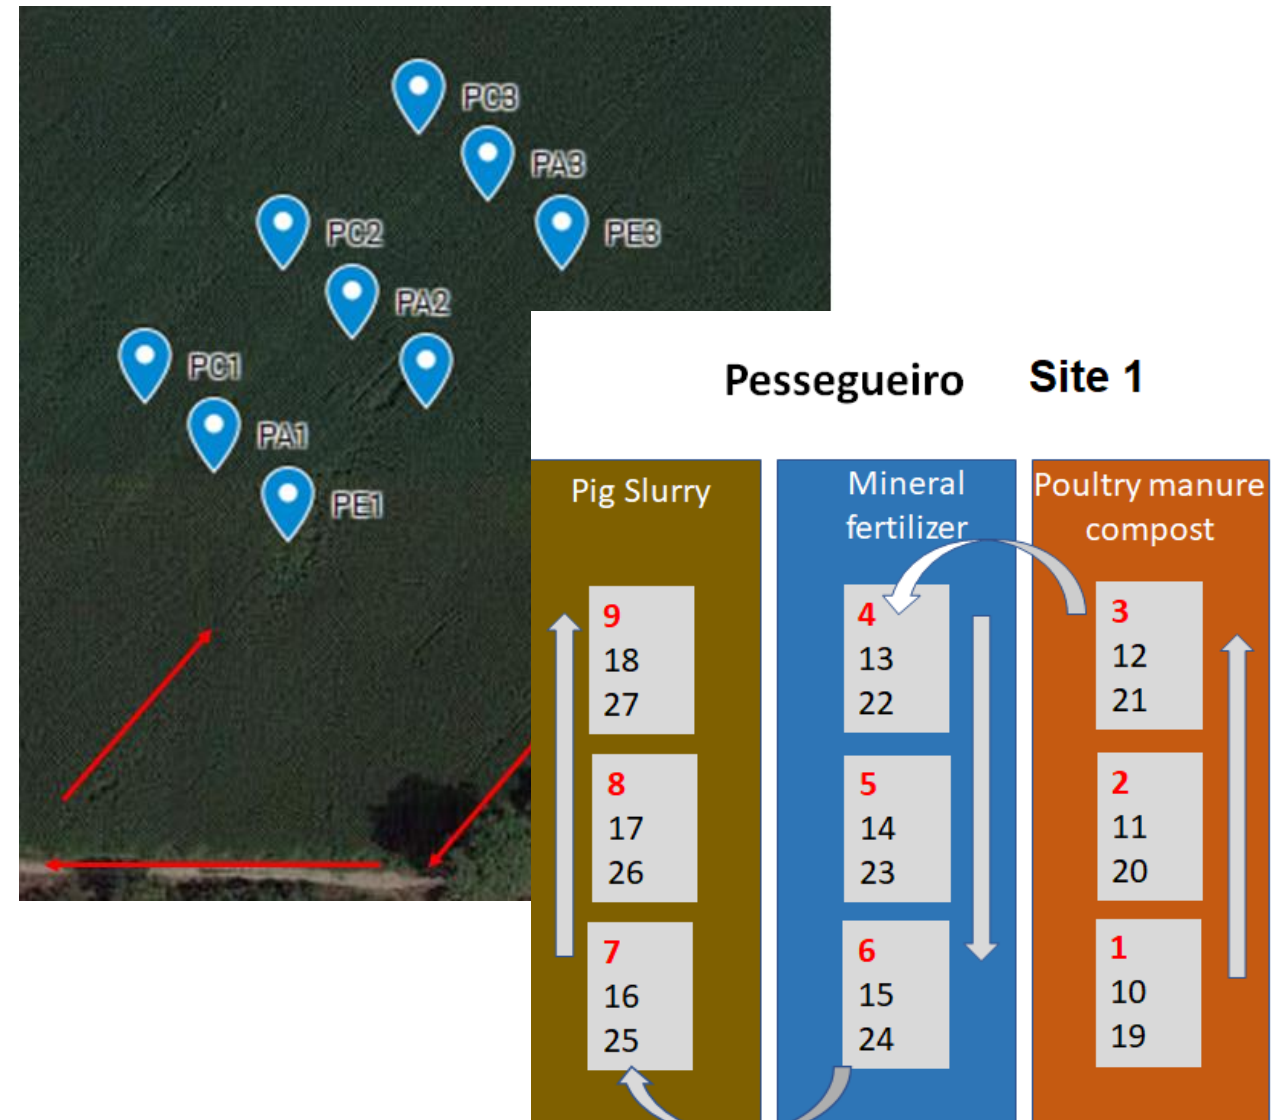 PC3
PA3
PC2
PE3
PA2
PC1
PA1
PE1
Pessegueiro Site 1
Pig Slurry
Mineral
fertilizer
Poultry manure
compost
9
18
27
8
17
26
7
16
25
4
13
22
5
14
23
6
15
24
3
12
21
2
11
20
1
10
19